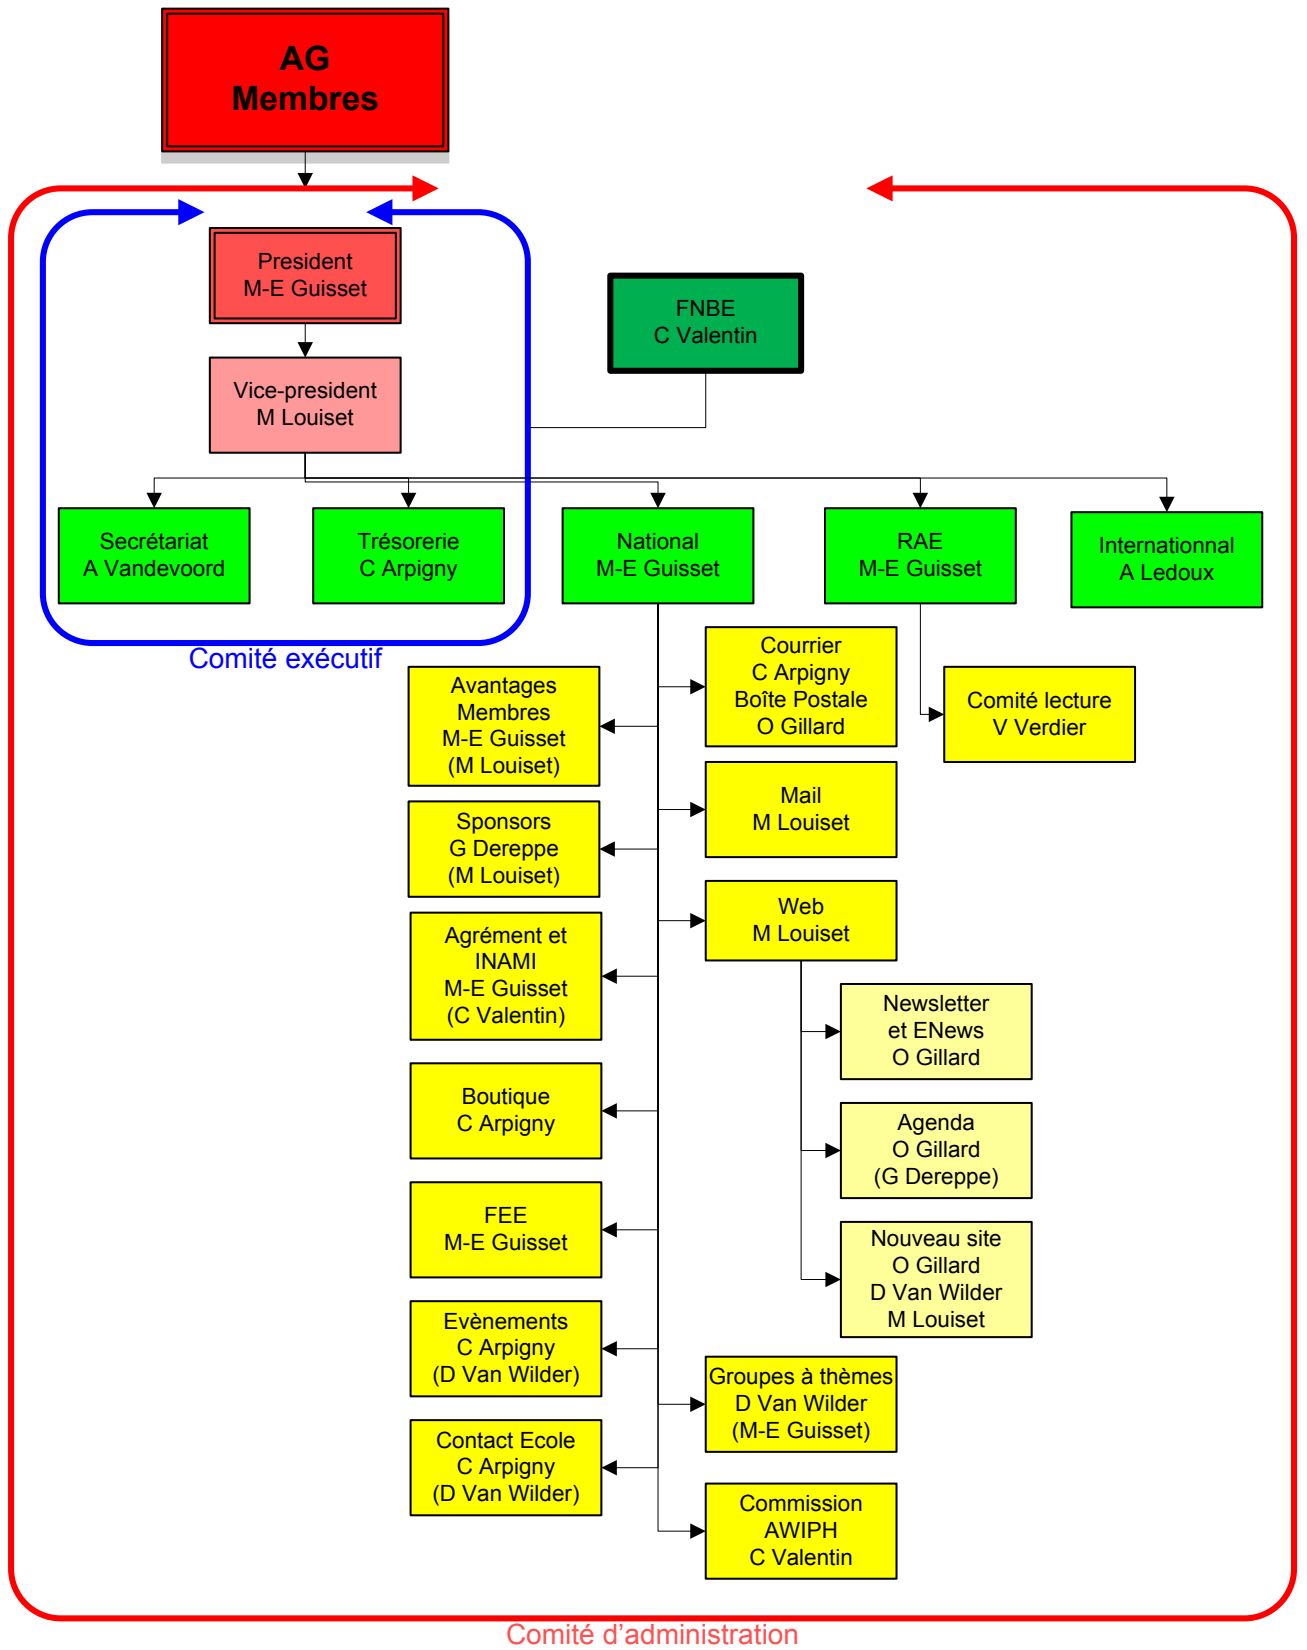 AG
Membres
President
M-E Guisset
FNBE
C Valentin
Vice-president
M Louiset
Secrétariat
A Vandevoord
Trésorerie
C Arpigny
National
M-E Guisset
RAE
M-E Guisset
Internationnal
A Ledoux
Comité exécutif
Courrier
C Arpigny
Boîte Postale
O Gillard
Avantages
Membres
M-E Guisset
(M Louiset)
Comité lecture
V Verdier
Mail
M Louiset
Sponsors
G Dereppe
(M Louiset)
Web
M Louiset
Agrément et
INAMI
M-E Guisset
(C Valentin)
Newsletter
et ENews
O Gillard
Boutique
C Arpigny
Agenda
O Gillard
(G Dereppe)
FEE
M-E Guisset
Nouveau site
O Gillard
D Van Wilder
M Louiset
Evènements
C Arpigny
(D Van Wilder)
Groupes à thèmes
D Van Wilder
(M-E Guisset)
Contact Ecole
C Arpigny
(D Van Wilder)
Commission
AWIPH
C Valentin
Comité d'administration